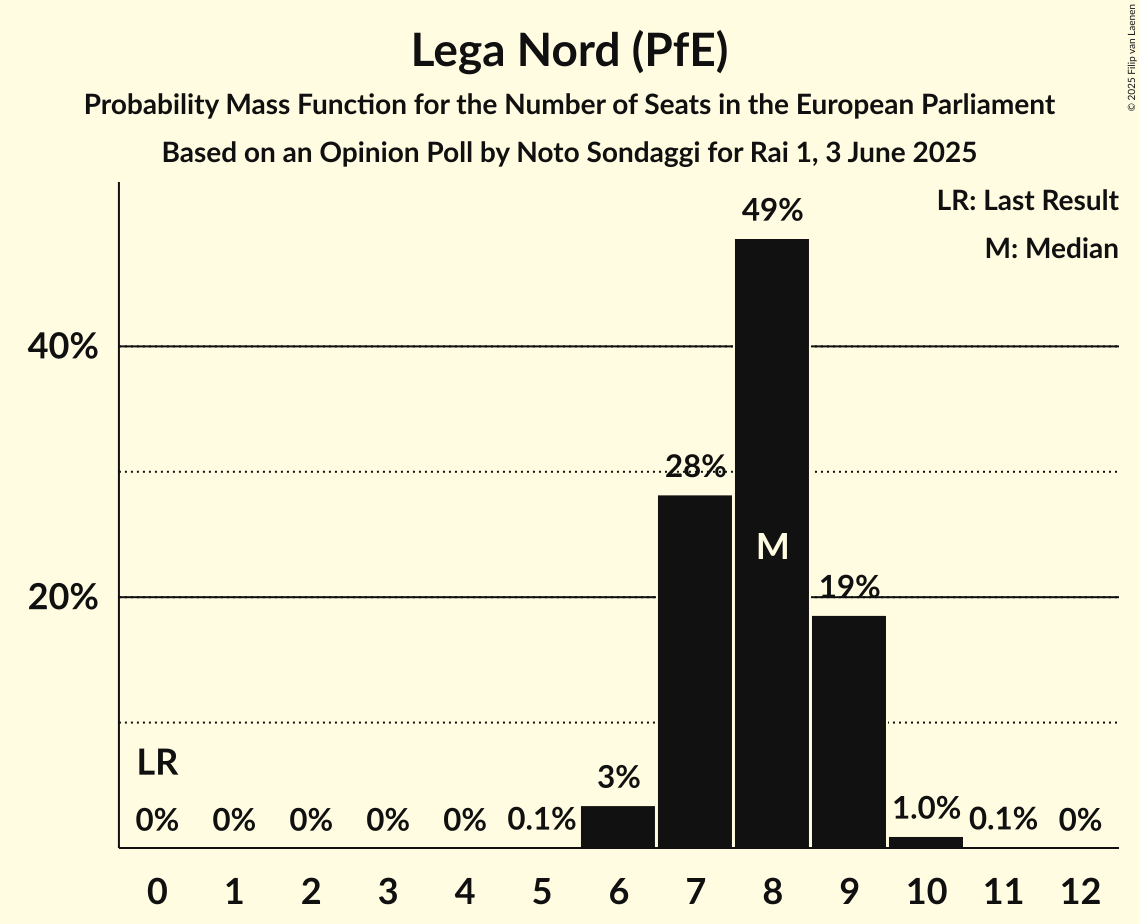 Lega Nord (PfE)
Probability Mass Function for the Number of Seats in the European Parliament
Based on an Opinion Poll by Noto Sondaggi for Rai 1, 3 June 2025
© 2025 Filip van Laenen
LR: Last Result
M: Median
49%
40%
28%
M
20%
19%
LR
3%
0% 0% 0% 0% 0% 0.1% 1.0% 0.1% 0%
0 1 2 3 4 5 6 7 8 9 10 11 12